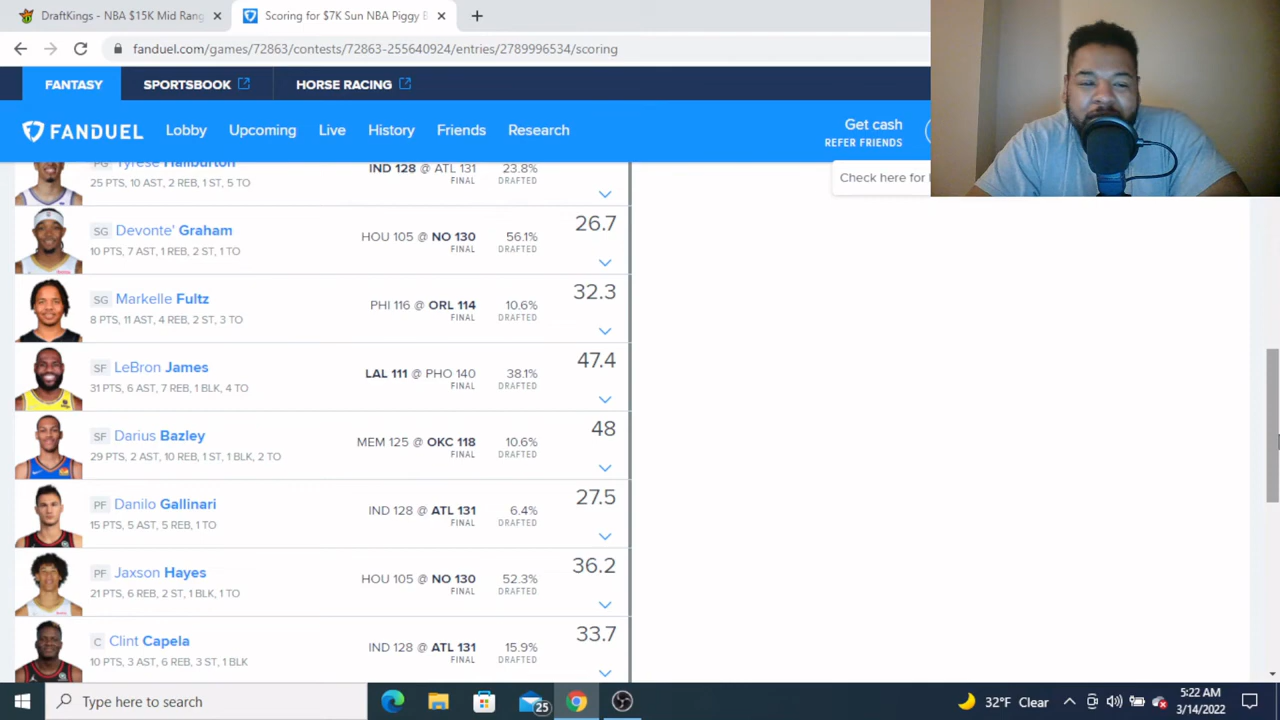 DraftKings - NBA $15K Mid Rang
Scoring for $7K Sun NBA Piggy B
fanduel.com/games/72863/contests/72863-255640924/entries/2789996534/scoring
FANTASY SPORTSBOOK HORSE RACING
FANDUEL Lobby Upcoming Live History Friends Research
Get cash
REFER FRIENDS
Check here for
PG Tyrese Haliburton IND 128 @ ATL 131 23.8%
25 PTS, 10 AST, 2 REB, 1 ST, 5 TO FINAL DRAFTED
SG Devonte' Graham HOU 105 @ NO 130 56.1% 26.7
10 PTS, 7 AST, 1 REB, 2 ST, 1 TO FINAL DRAFTED
SG Markelle Fultz PHI 116 @ ORL 114 10.6% 32.3
8 PTS, 11 AST, 4 REB, 2 ST, 3 TO FINAL DRAFTED
SF LeBron James LAL 111 @ PHO 140 38.1% 47.4
31 PTS, 6 AST, 7 REB, 1 BLK, 4 TO FINAL DRAFTED
SF Darius Bazley MEM 125 @ OKC 118 10.6% 48
29 PTS, 2 AST, 10 REB, 1 ST, 1 BLK, 2 TO FINAL DRAFTED
PF Danilo Gallinari IND 128 @ ATL 131 6.4% 27.5
15 PTS, 5 AST, 5 REB, 1 TO FINAL DRAFTED
PF Jaxson Hayes HOU 105 @ NO 130 52.3% 36.2
21 PTS, 6 REB, 2 ST, 1 BLK, 1 TO FINAL DRAFTED
C Clint Capela IND 128 @ ATL 131 15.9% 33.7
10 PTS, 3 AST, 6 REB, 3 ST, 1 BLK FINAL DRAFTED
Type here to search
25
32°F Clear
5:22 AM
3/14/2022